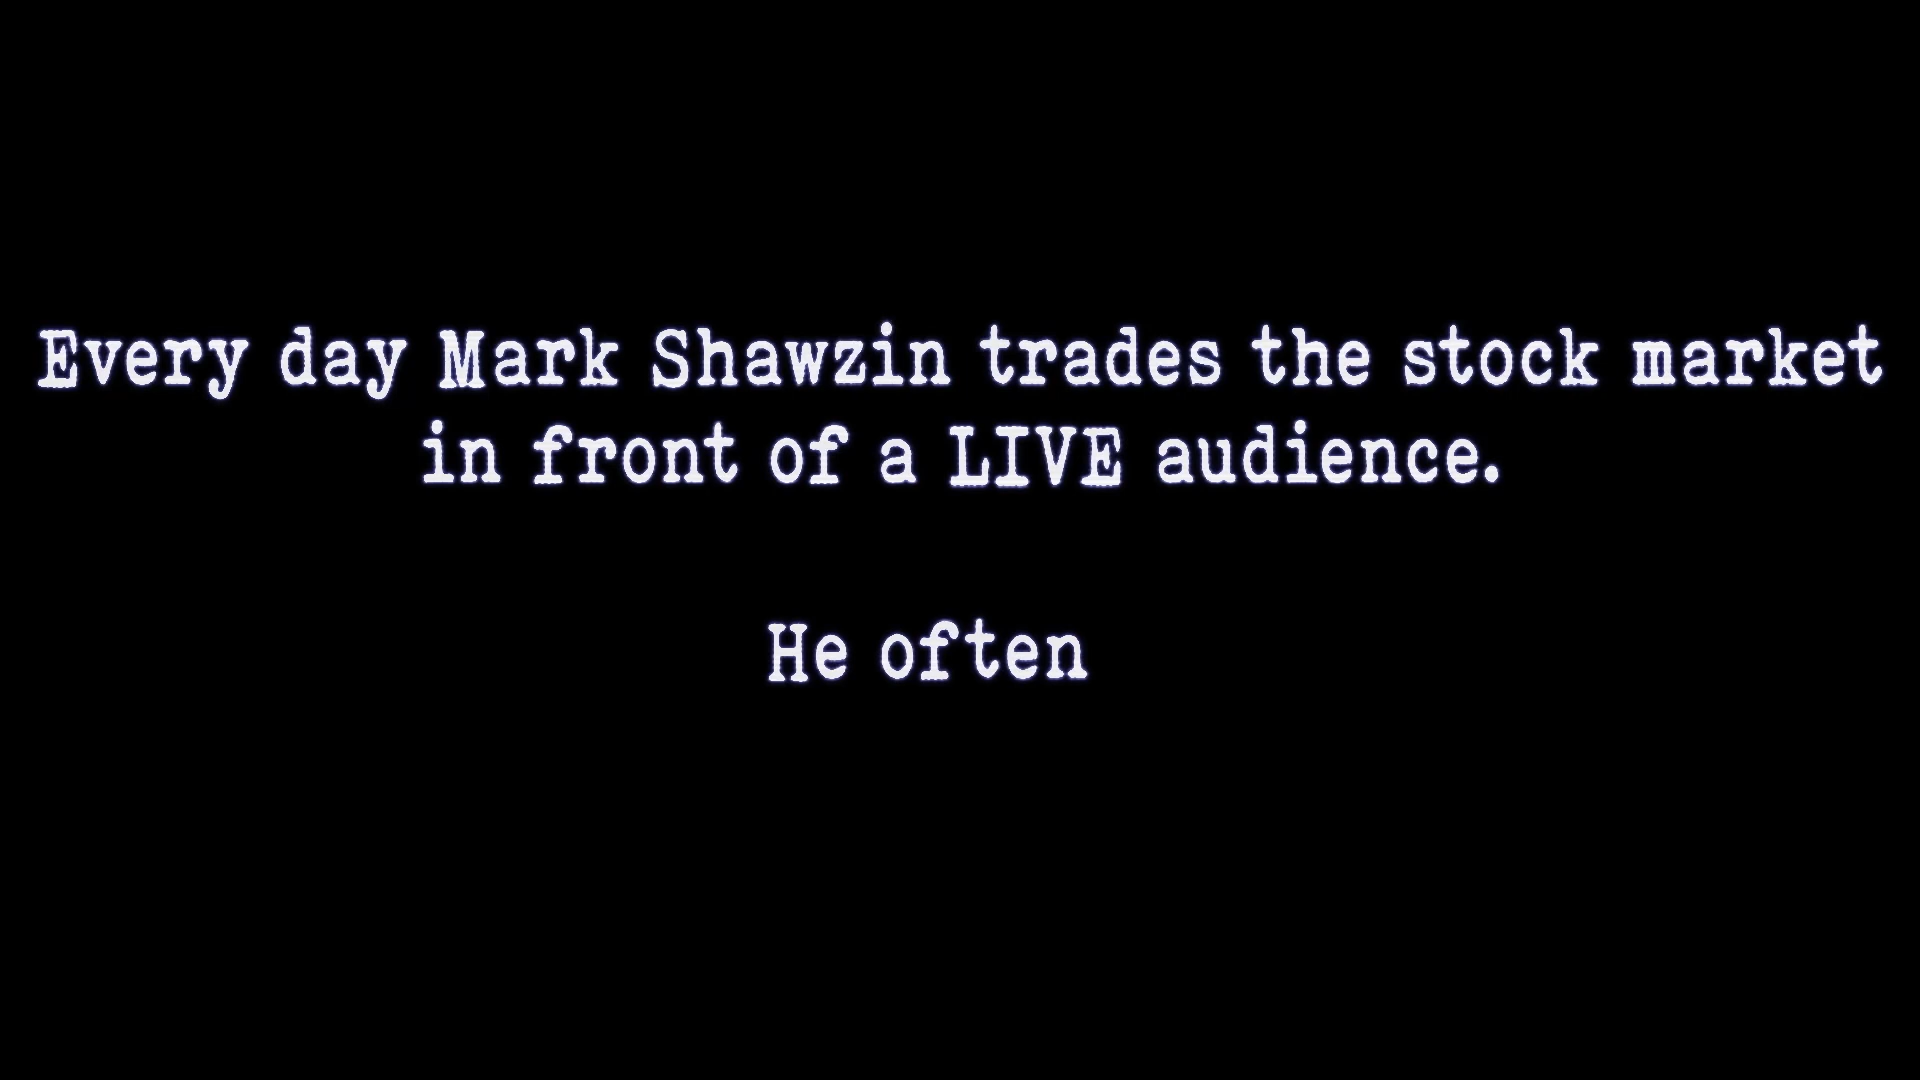 Every day Mark Shawzin trades the stock market
in front of a LIVE audience.
He often